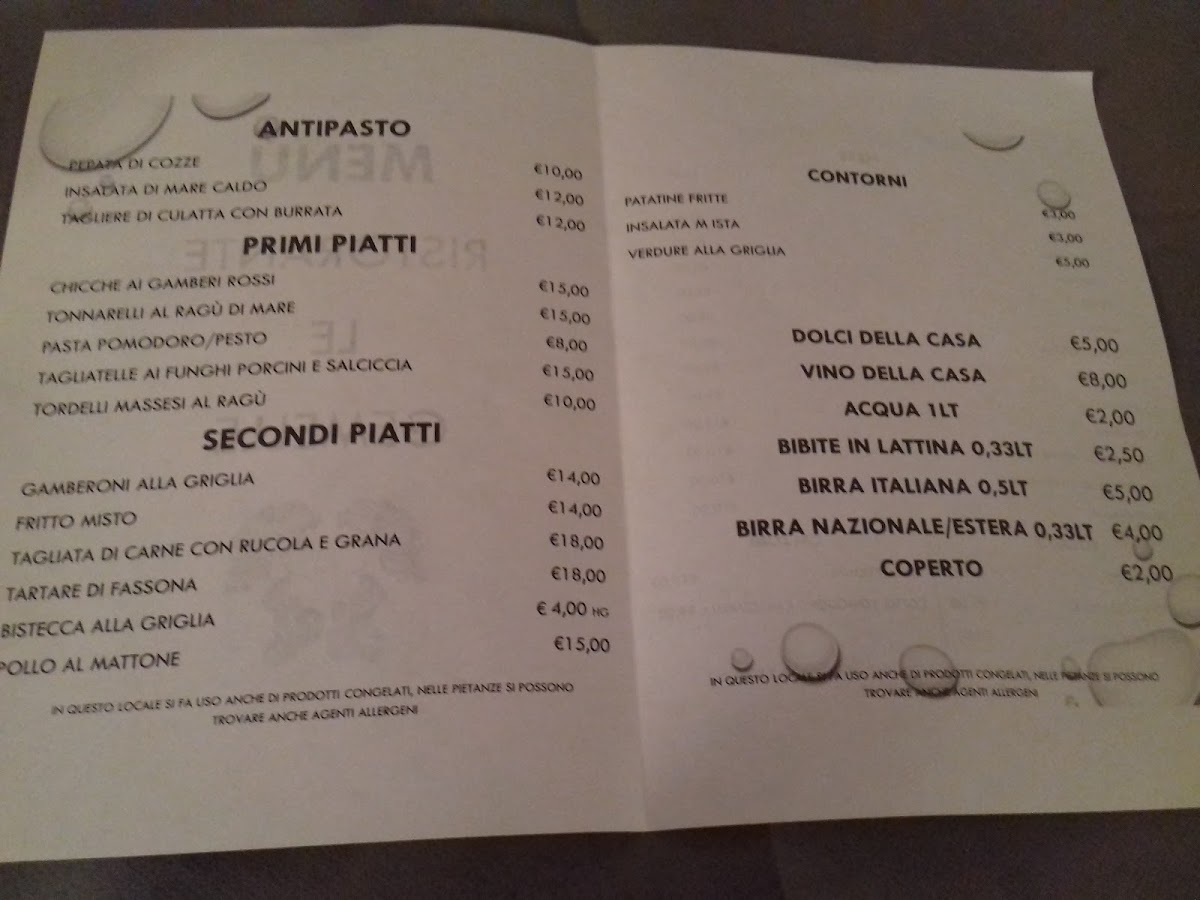 ANTIPASTO
PEPATA DI COZZE €10,00
INSALATA DI MARE CALDO €12,00
TAGLIERE DI CULATTA CON BURRATA €12,00
PRIMI PIATTI
CHICCHE AI GAMBERI ROSSI €15,00
TONNARELLI AL RAGÙ DI MARE €15,00
PASTA POMODORO/PESTO €8,00
TAGLIATELLE AI FUNGHI PORCINI E SALCICCIA €15,00
TORDELLI MASSESI AL RAGÙ €10,00
SECONDI PIATTI
GAMBERONI ALLA GRIGLIA €14,00
FRITTO MISTO €14,00
TAGLIATA DI CARNE CON RUCOLA E GRANA €18,00
TARTARE DI FASSONA €18,00
BISTECCA ALLA GRIGLIA € 4,00 HG
POLLO AL MATTONE €15,00
IN QUESTO LOCALE SI FA USO ANCHE DI PRODOTTI CONGELATI, NELLE PIETANZE SI POSSONO
TROVARE ANCHE AGENTI ALLERGENI
CONTORNI
PATATINE FRITTE €3,00
INSALATA M ISTA €3,00
VERDURE ALLA GRIGLIA €5,00
DOLCI DELLA CASA €5,00
VINO DELLA CASA €8,00
ACQUA 1LT €2,00
BIBITE IN LATTINA 0,33LT €2,50
BIRRA ITALIANA 0,5LT €5,00
BIRRA NAZIONALE/ESTERA 0,33LT €4,00
COPERTO €2,00
IN QUESTO LOCALE SI FA USO ANCHE DI PRODOTTI CONGELATI, NELLE PIETANZE SI POSSONO
TROVARE ANCHE AGENTI ALLERGENI
MENU
RISTORANTE
LE